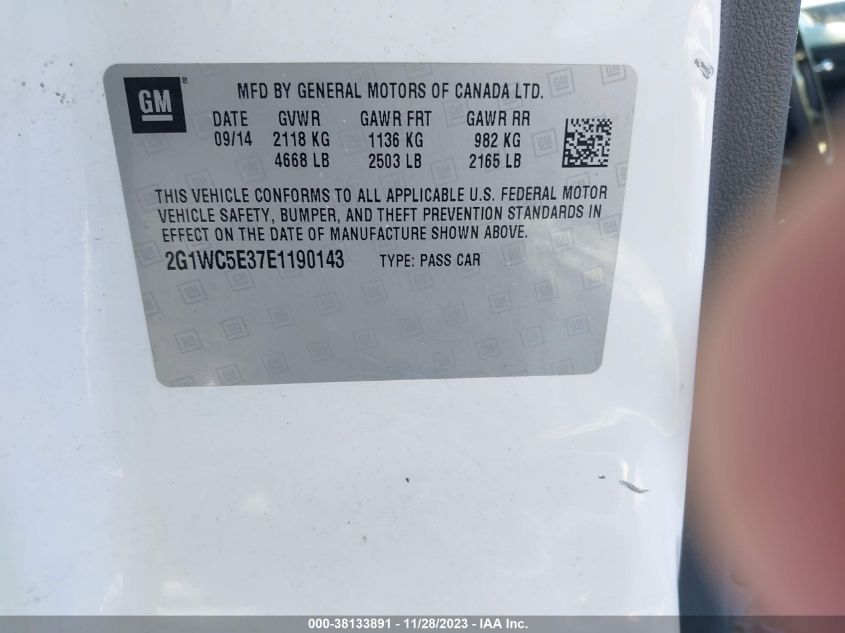 GM
MFD BY GENERAL MOTORS OF CANADA LTD.
DATE GVWR GAWR FRT GAWR RR
09/14 2118 KG 1136 KG 982 KG
4668 LB 2503 LB 2165 LB
THIS VEHICLE CONFORMS TO ALL APPLICABLE U.S. FEDERAL MOTOR
VEHICLE SAFETY, BUMPER, AND THEFT PREVENTION STANDARDS IN
EFFECT ON THE DATE OF MANUFACTURE SHOWN ABOVE.
2G1WC5E37E1190143 TYPE: PASS CAR
000-38133891 - 11/28/2023 - IAA Inc.